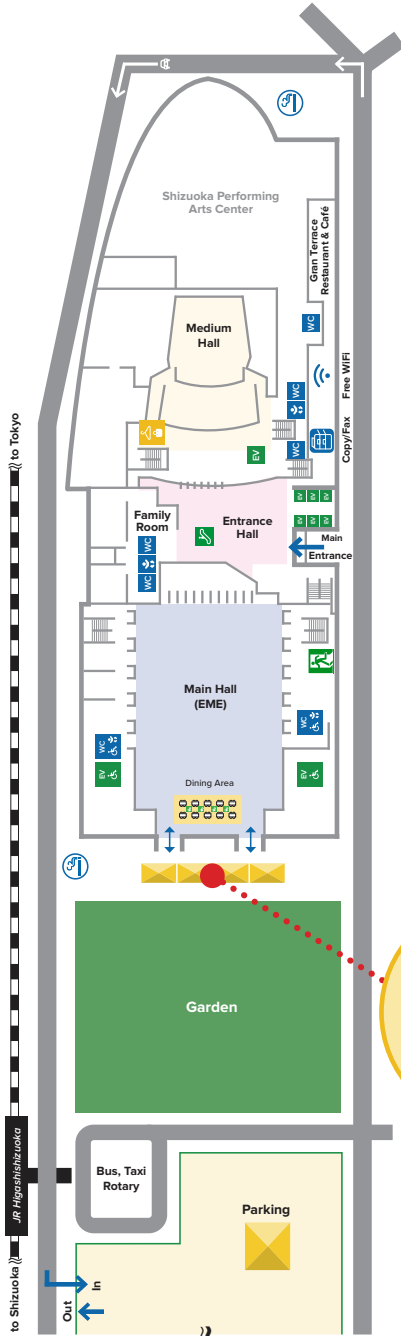 Shizuoka Performing
Arts Center
Gran Terrace
Restaurant & Café
WC
Medium
Hall
Free WiFi
Copy/Fax
WC
WC
EV
to Tokyo
Family
Room
WC
WC
Entrance
Hall
EV EV EV
EV EV EV
Main
Entrance
Main Hall
(EME)
WC
WC
EV
EV
Dining Area
Garden
JR Higashishizuoka
to Shizuoka
Bus, Taxi
Rotary
Parking
In
Out